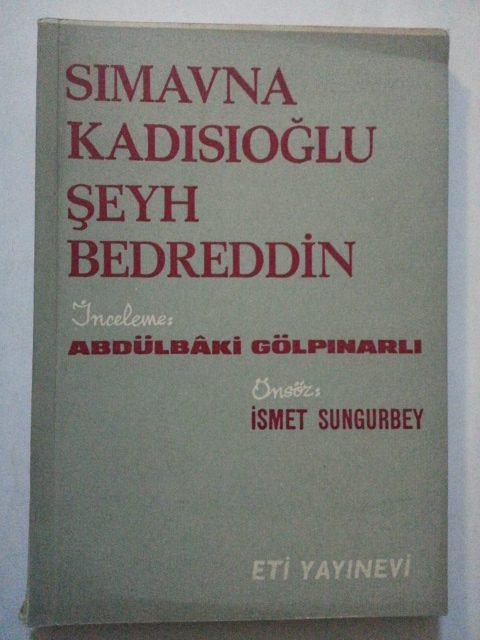 SIMAVNA
KADISIOĞLU
ŞEYH
BEDREDDİN
İnceleme:
ABDÜLBÂKİ GÖLPINARLI
Önsöz:
İSMET SUNGURBEY
ETİ YAYINEVİ